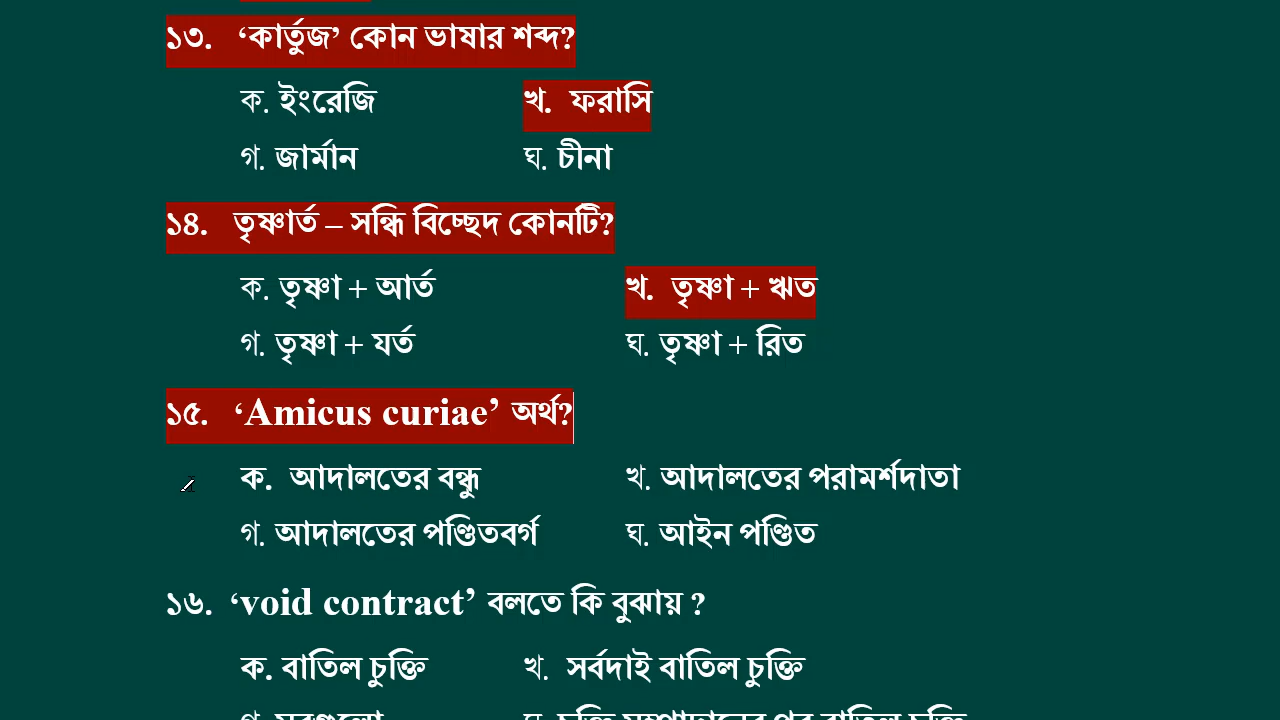 ১৩. ‘কার্তুজ’ কোন ভাষার শব্দ?
ক. ইংরেজি খ. ফরাসি
গ. জার্মান ঘ. চীনা
১৪. তৃষ্ণার্ত – সন্ধি বিচ্ছেদ কোনটি?
ক. তৃষ্ণা + আর্ত খ. তৃষ্ণা + ঋত
গ. তৃষ্ণা + যর্ত ঘ. তৃষ্ণা + রিত
১৫. ‘Amicus curiae’ অর্থ?
ক. আদালতের বন্ধু খ. আদালতের পরামর্শদাতা
গ. আদালতের পণ্ডিতবর্গ ঘ. আইন পণ্ডিত
১৬. ‘void contract’ বলতে কি বুঝায় ?
ক. বাতিল চুক্তি খ. সর্বদাই বাতিল চুক্তি